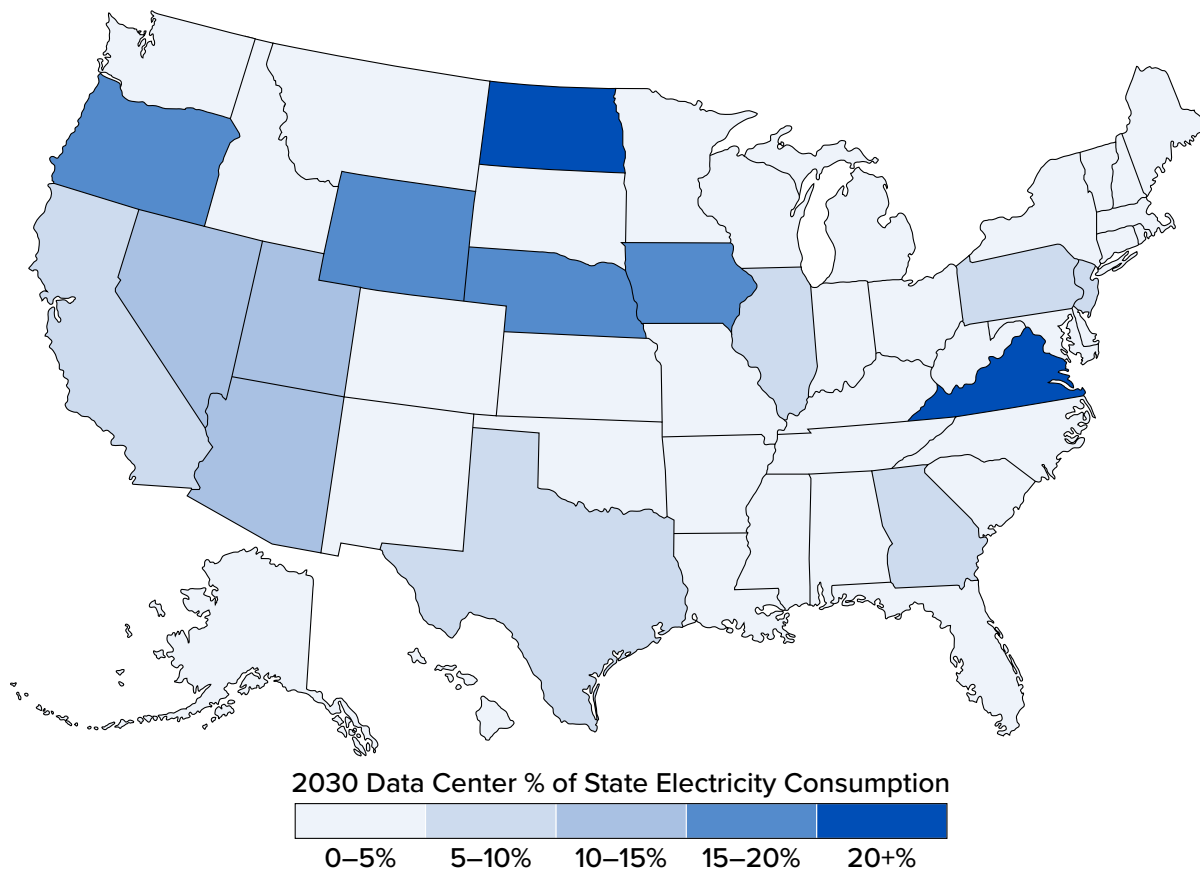 2030 Data Center % of State Electricity Consumption
0–5% 5–10% 10–15% 15–20% 20+%